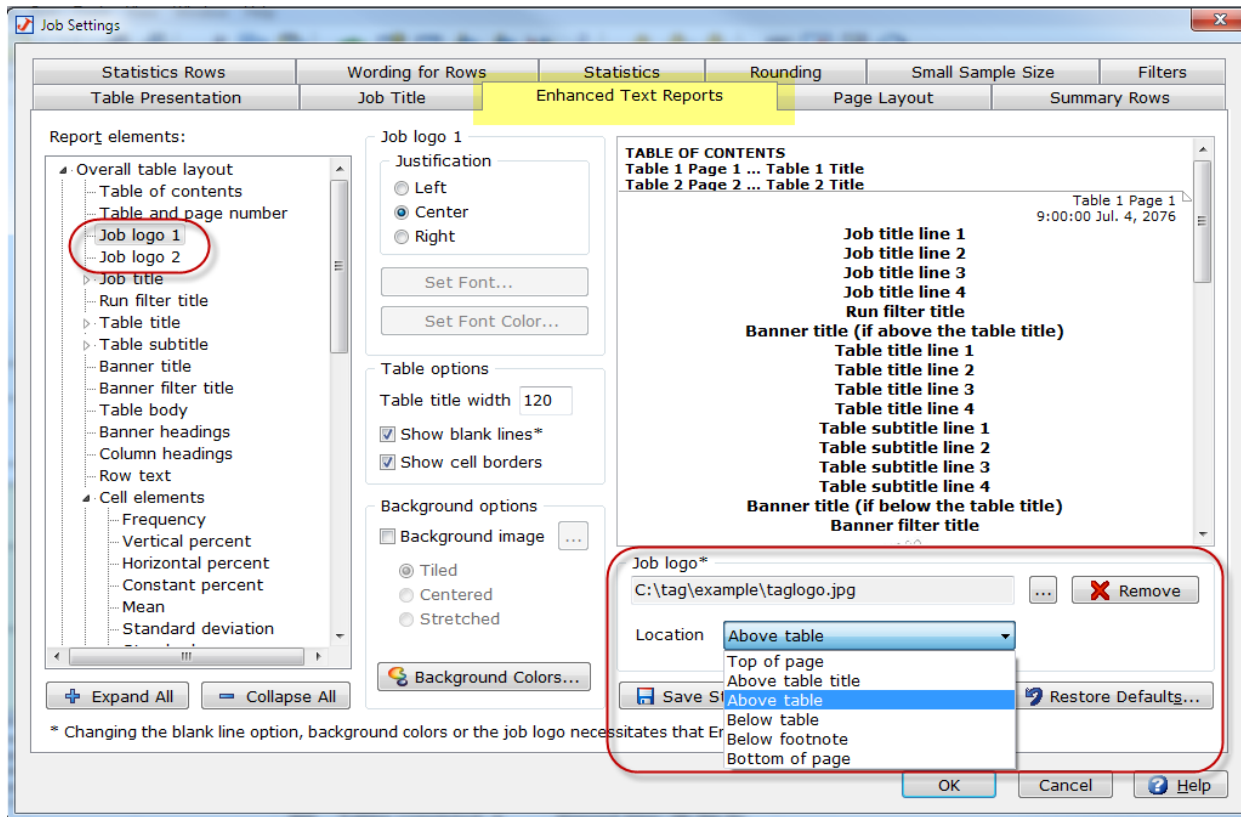 Job Settings
Statistics Rows Wording for Rows Statistics Rounding Small Sample Size Filters
Table Presentation Job Title Enhanced Text Reports Page Layout Summary Rows
Report elements:
Overall table layout
Table of contents
Table and page number
Job logo 1
Job logo 2
Job title
Run filter title
Table title
Table subtitle
Banner title
Banner filter title
Table body
Banner headings
Column headings
Row text
Cell elements
Frequency
Vertical percent
Horizontal percent
Constant percent
Mean
Standard deviation
Expand All Collapse All
Job logo 1
Justification
Left
Center
Right
Set Font...
Set Font Color...
Table options
Table title width 120
Show blank lines*
Show cell borders
Background options
Background image ...
Tiled
Centered
Stretched
Background Colors...
TABLE OF CONTENTS
Table 1 Page 1 ... Table 1 Title
Table 2 Page 2 ... Table 2 Title
Table 1 Page 1
9:00:00 Jul. 4, 2076
Job title line 1
Job title line 2
Job title line 3
Job title line 4
Run filter title
Banner title (if above the table title)
Table title line 1
Table title line 2
Table title line 3
Table title line 4
Table subtitle line 1
Table subtitle line 2
Table subtitle line 3
Table subtitle line 4
Banner title (if below the table title)
Banner filter title
Job logo*
C:\tag\example\taglogo.jpg ... Remove
Location Above table
Top of page
Above table title
Above table
Below table
Below footnote
Bottom of page
Save Restore Defaults...
* Changing the blank line option, background colors or the job logo necessitates that
OK Cancel Help